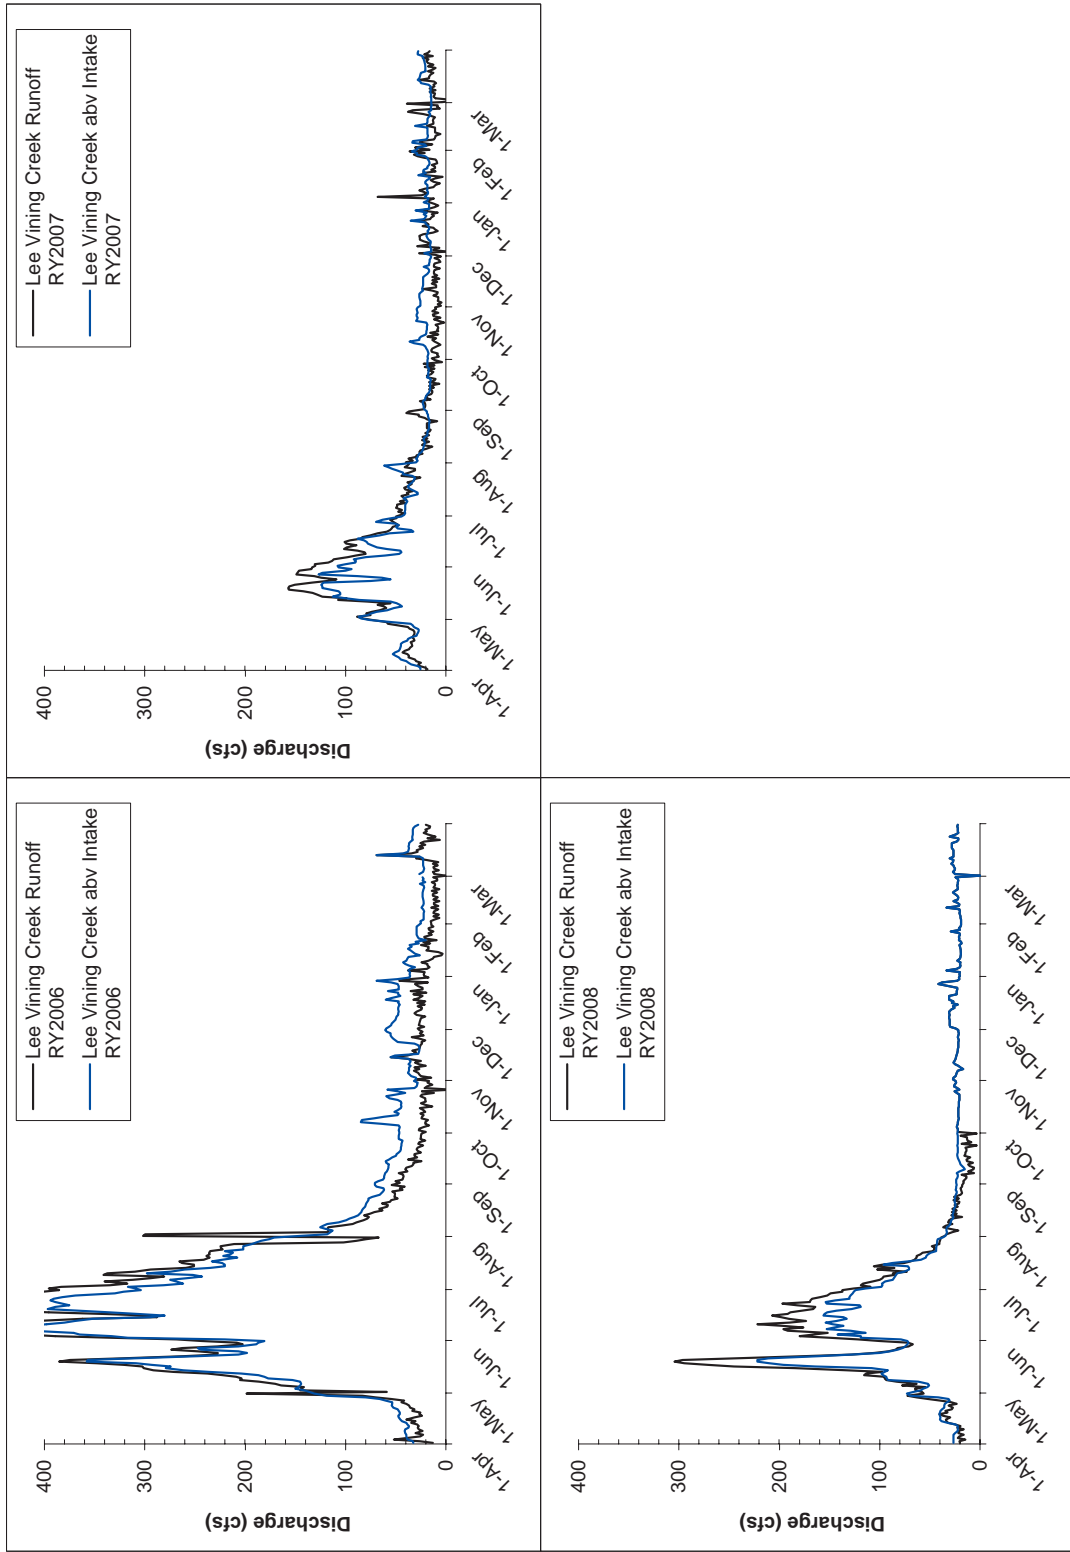 Lee Vining Creek Runoff
RY2006
Lee Vining Creek abv Intake
RY2006
400
300
200
100
0
Discharge (cfs)
1-Apr
1-May
1-Jun
1-Jul
1-Aug
1-Sep
1-Oct
1-Nov
1-Dec
1-Jan
1-Feb
1-Mar
Lee Vining Creek Runoff
RY2007
Lee Vining Creek abv Intake
RY2007
400
300
200
100
0
Discharge (cfs)
1-Apr
1-May
1-Jun
1-Jul
1-Aug
1-Sep
1-Oct
1-Nov
1-Dec
1-Jan
1-Feb
1-Mar
Lee Vining Creek Runoff
RY2008
Lee Vining Creek abv Intake
RY2008
400
300
200
100
0
Discharge (cfs)
1-Apr
1-May
1-Jun
1-Jul
1-Aug
1-Sep
1-Oct
1-Nov
1-Dec
1-Jan
1-Feb
1-Mar